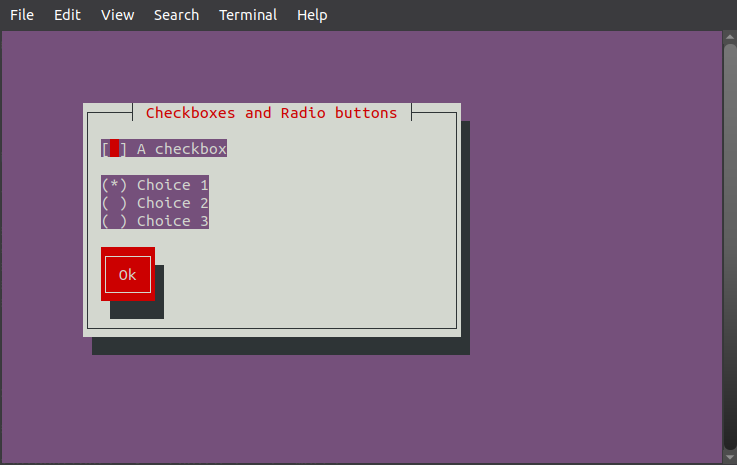 File Edit View Search Terminal Help
Checkboxes and Radio buttons
[ ] A checkbox
(*) Choice 1
( ) Choice 2
( ) Choice 3
Ok